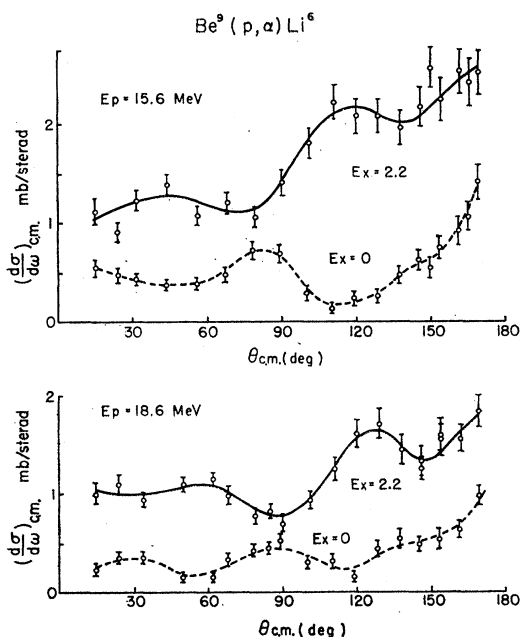 Be⁹ (p,α) Li⁶
Ep = 15.6 MeV
Ex = 2.2
Ex = 0
(dσ/dω)c.m. mb/sterad
2
1
0
30 60 90 120 150 180
θc.m. (deg)
Ep = 18.6 MeV
Ex = 2.2
Ex = 0
(dσ/dω)c.m. mb/sterad
2
1
0
30 60 90 120 150 180
θc.m. (deg)